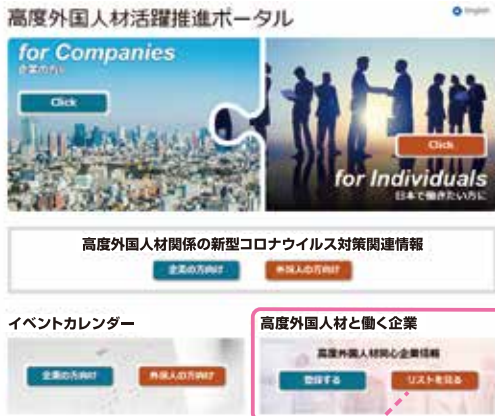 高度外国人材活躍推進ポータル
English
for Companies
企業の方に
Click
Click
for Individuals
日本で働きたい方に
高度外国人材関係の新型コロナウイルス対策関連情報
企業の方向け
外国人の方向け
イベントカレンダー
企業の方向け
外国人の方向け
高度外国人材と働く企業
高度外国人材関心企業情報
登録する
リストを見る